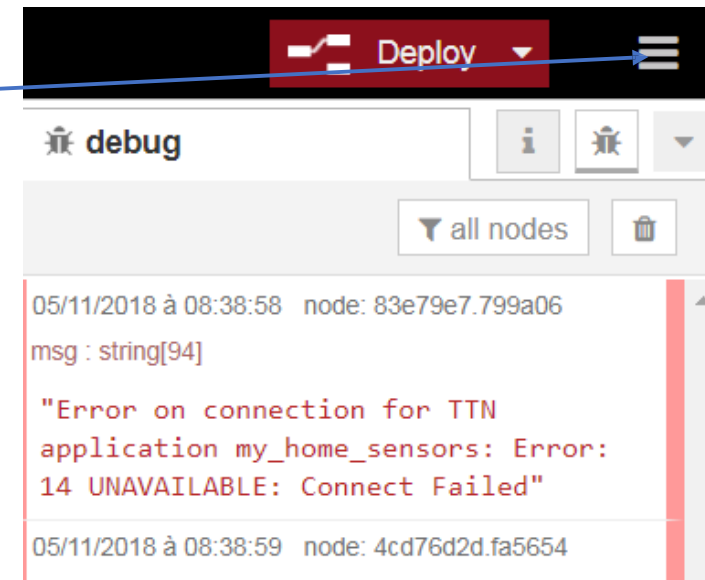 Deploy
debug
i
all nodes
05/11/2018 à 08:38:58 node: 83e79e7.799a06
msg : string[94]
"Error on connection for TTN
application my_home_sensors: Error:
14 UNAVAILABLE: Connect Failed"
05/11/2018 à 08:38:59 node: 4cd76d2d.fa5654